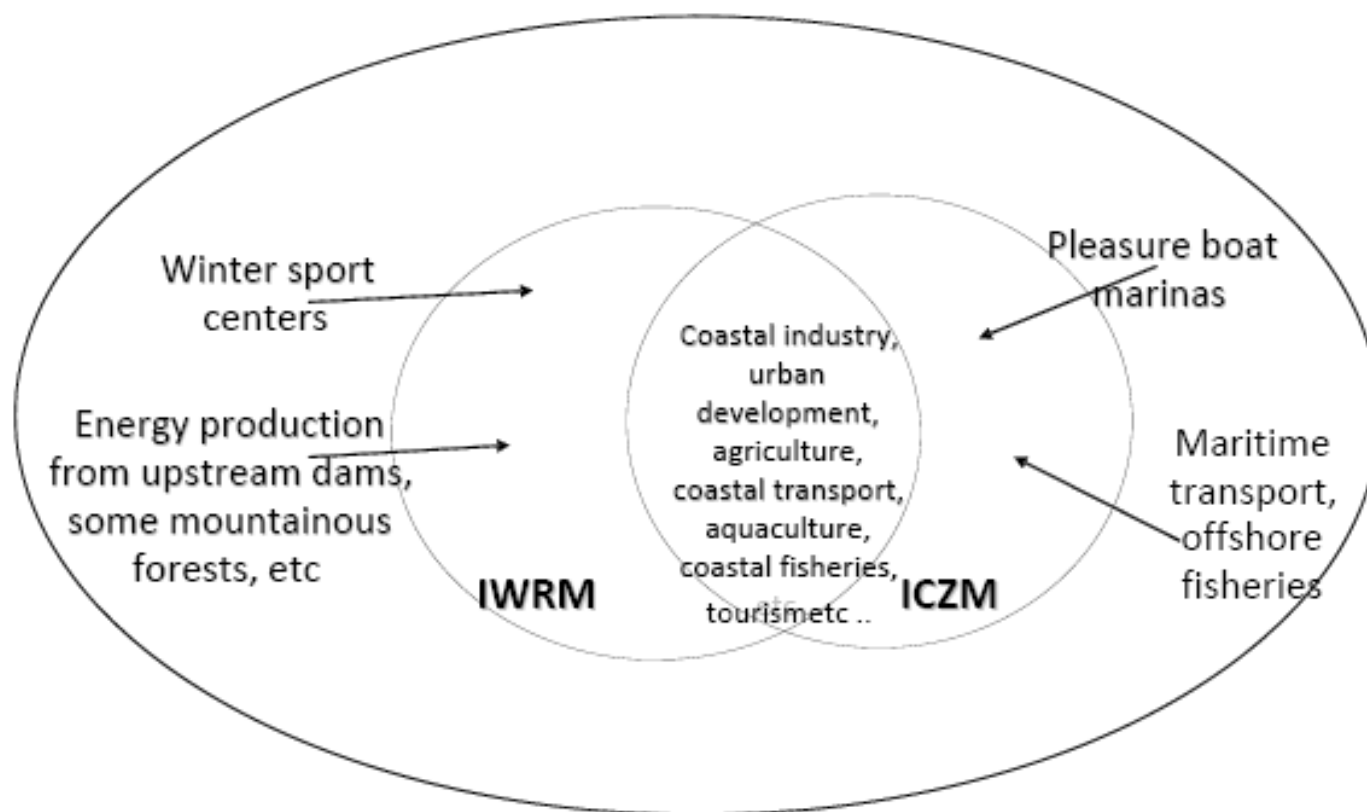 Winter sport
centers
Energy production
from upstream dams,
some mountainous
forests, etc
IWRM
Coastal industry,
urban
development,
agriculture,
coastal transport,
aquaculture,
coastal fisheries,
etc
tourismetc ..
ICZM
Pleasure boat
marinas
Maritime
transport,
offshore
fisheries